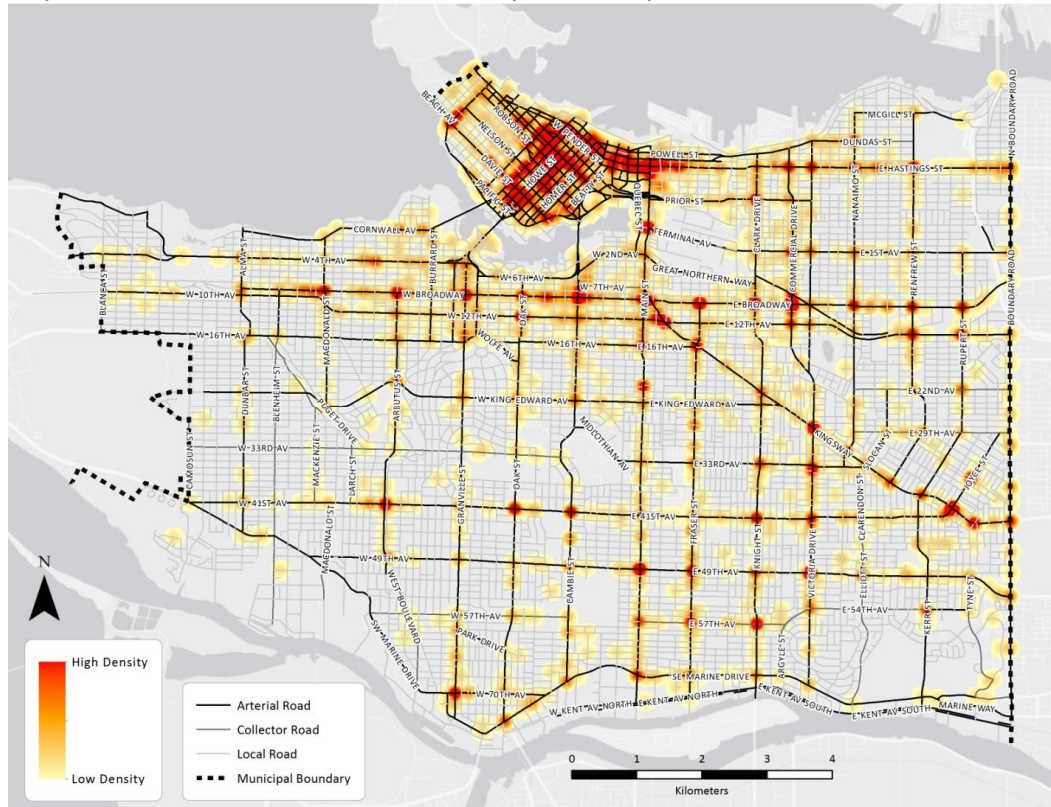 MCGILL ST
DUNDAS ST
POWELL ST
E HASTINGS ST
N BOUNDARY ROAD
BEACH AV
ROBSON ST
W PENDER ST
NELSON ST
DAVIE ST
HOWE ST
PACIFIC ST
HOMER ST
BEATTY ST
QUEBEC ST
PRIOR ST
CLARK DRIVE
COMMERCIAL DRIVE
NANAIMO ST
TERMINAL AV
CORNWALL AV
ALMA ST
BURRARD ST
W 2ND AV
E 1ST AV
RENFREW ST
BOUNDARY ROAD
W 4TH AV
GREAT NORTHERN WAY
W 6TH AV
BLANCA ST
W 10TH AV
W BROADWAY
W 7TH AV
MAIN ST
E BROADWAY
MACDONALD ST
W 12TH AV
OAK ST
E 12TH AV
W 16TH AV
WOLFE AV
W 16TH AV
E 16TH AV
RUPERT ST
DUNBAR ST
BLENHEIM ST
ARBUTUS ST
PUGET DRIVE
W KING EDWARD AV
E KING EDWARD AV
E 22ND AV
MIDLOTHIAN AV
KINGSWAY
SLOCAN ST
E 29TH AV
CAMOSUN ST
W 33RD AV
MACKENZIE ST
LARCH ST
GRANVILLE ST
OAK ST
E 33RD AV
JOYCE ST
W 41ST AV
MACDONALD ST
E 41ST AV
FRASER ST
KNIGHT ST
VICTORIA DRIVE
CLARENDON ST
W 49TH AV
CAMBIE ST
E 49TH AV
ELLIOTT ST
TYNE ST
WEST BOULEVARD
SW MARINE DRIVE
W 57TH AV
PARK DRIVE
E 57TH AV
ARGYLE ST
E 54TH AV
KERR ST
W 70TH AV
SE MARINE DRIVE
W KENT AV NORTH
E KENT AV NORTH
E KENT AV SOUTH
E KENT AV SOUTH
MARINE WAY
N
High Density
Low Density
Arterial Road
Collector Road
Local Road
Municipal Boundary
0 1 2 3 4
Kilometers